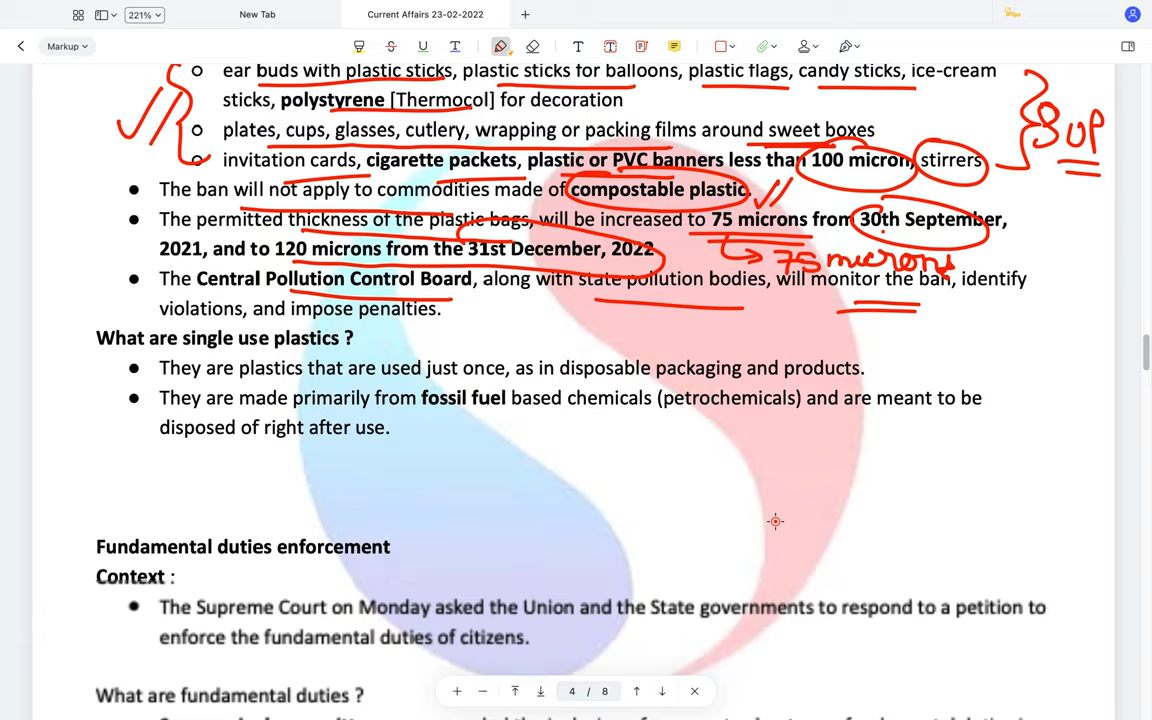 221%
New Tab
Current Affairs 23-02-2022
Markup
ear buds with plastic sticks, plastic sticks for balloons, plastic flags, candy sticks, ice-cream
sticks, polystyrene [Thermocol] for decoration
plates, cups, glasses, cutlery, wrapping or packing films around sweet boxes
invitation cards, cigarette packets, plastic or PVC banners less than 100 micron, stirrers
SUP
The ban will not apply to commodities made of compostable plastic.
The permitted thickness of the plastic bags, will be increased to 75 microns from 30th September,
2021, and to 120 microns from the 31st December, 2022
75 microns
The Central Pollution Control Board, along with state pollution bodies, will monitor the ban, identify
violations, and impose penalties.
What are single use plastics ?
They are plastics that are used just once, as in disposable packaging and products.
They are made primarily from fossil fuel based chemicals (petrochemicals) and are meant to be
disposed of right after use.
Fundamental duties enforcement
Context :
The Supreme Court on Monday asked the Union and the State governments to respond to a petition to
enforce the fundamental duties of citizens.
What are fundamental duties ?
4 / 8